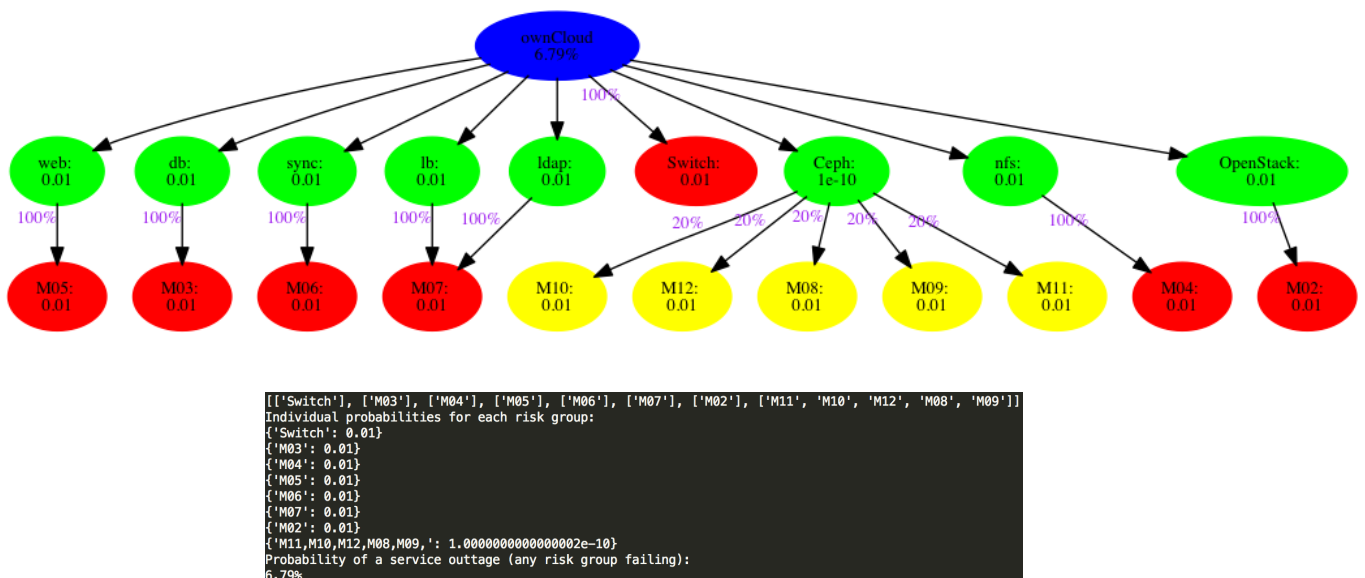 ownCloud
6.79%
100%
web:
0.01
db:
0.01
sync:
0.01
lb:
0.01
ldap:
0.01
Switch:
0.01
Ceph:
1e-10
nfs:
0.01
OpenStack:
0.01
100%
100%
100%
100%
100%
20%
20%
20%
20%
20%
100%
100%
M05:
0.01
M03:
0.01
M06:
0.01
M07:
0.01
M10:
0.01
M12:
0.01
M08:
0.01
M09:
0.01
M11:
0.01
M04:
0.01
M02:
0.01
[['Switch'], ['M03'], ['M04'], ['M05'], ['M06'], ['M07'], ['M02'], ['M11', 'M10', 'M12', 'M08', 'M09']]
Individual probabilities for each risk group:
{'Switch': 0.01}
{'M03': 0.01}
{'M04': 0.01}
{'M05': 0.01}
{'M06': 0.01}
{'M07': 0.01}
{'M02': 0.01}
{'M11,M10,M12,M08,M09,': 1.0000000000000002e-10}
Probability of a service outtage (any risk group failing):
6.79%